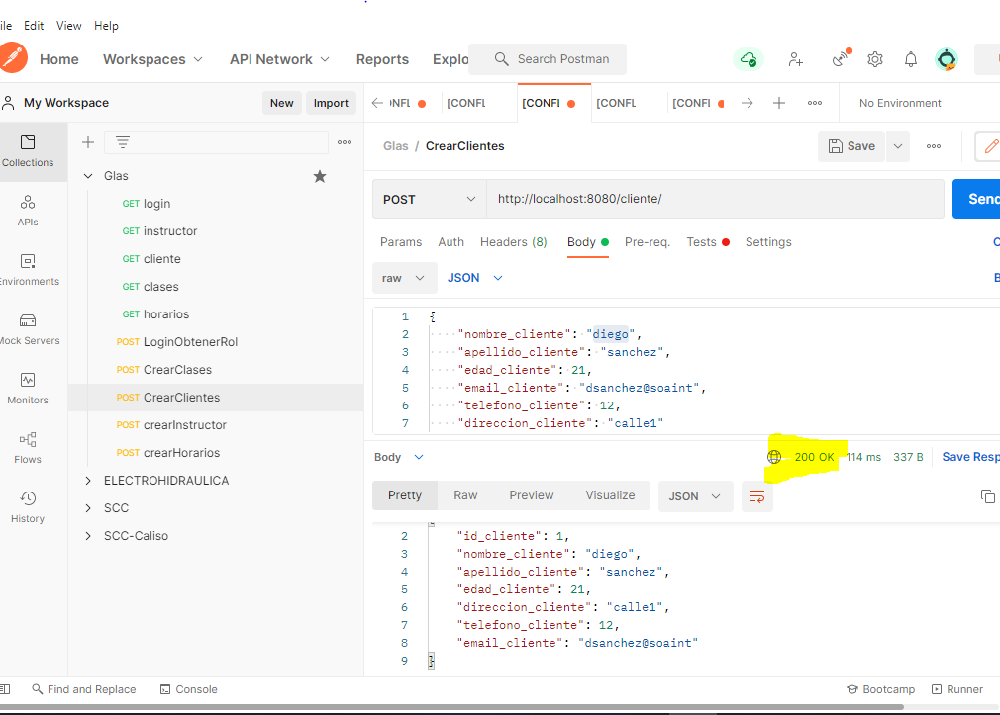 ile Edit View Help
Home Workspaces API Network Reports Explo Search Postman
My Workspace New Import
ONFL [CONFL [CONFI [CONFL [CONFI No Environment
Collections
APIs
Environments
Mock Servers
Monitors
Flows
History
Glas
GET login
GET instructor
GET cliente
GET clases
GET horarios
POST LoginObtenerRol
POST CrearClases
POST CrearClientes
POST crearInstructor
POST crearHorarios
ELECTROHIDRAULICA
SCC
SCC-Caliso
Glas / CrearClientes Save
POST http://localhost:8080/cliente/ Send
Params Auth Headers (8) Body Pre-req. Tests Settings C
raw JSON B
1 {
2 "nombre_cliente": "diego",
3 "apellido_cliente": "sanchez",
4 "edad_cliente": 21,
5 "email_cliente": "dsanchez@soaint",
6 "telefono_cliente": 12,
7 "direccion_cliente": "calle1"
Body 200 OK 114 ms 337 B Save Resp
Pretty Raw Preview Visualize JSON
2 "id_cliente": 1,
3 "nombre_cliente": "diego",
4 "apellido_cliente": "sanchez",
5 "edad_cliente": 21,
6 "direccion_cliente": "calle1",
7 "telefono_cliente": 12,
8 "email_cliente": "dsanchez@soaint"
9 }
Find and Replace Console Bootcamp Runner